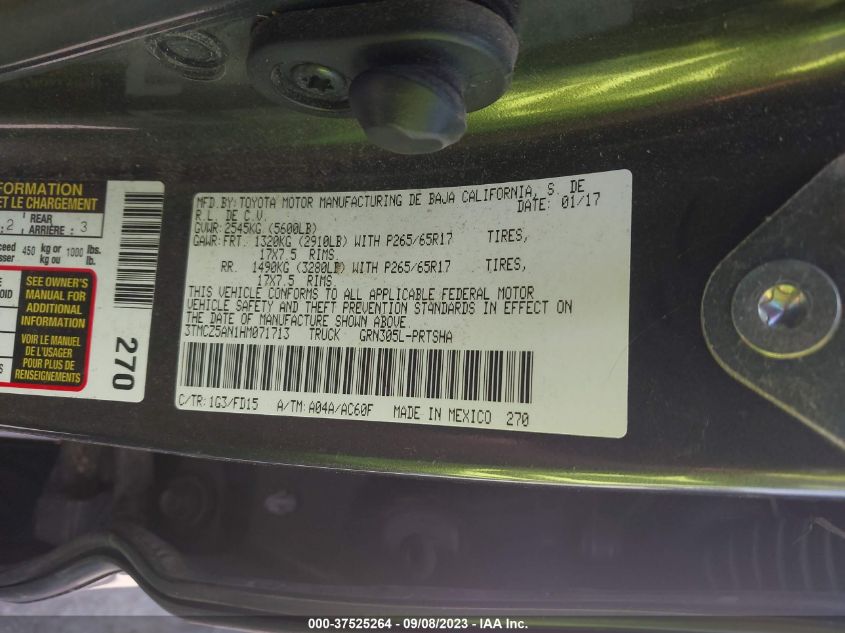 FORMATION
ET LE CHARGEMENT
2 REAR ARRIÈRE : 3
450 kg or ou 1000 lbs. lb.
SEE OWNER'S
MANUAL FOR
ADDITIONAL
INFORMATION
VOIR LE MANUEL
DE L'USAGER
POUR PLUS DE
RENSEIGNEMENTS
270
MFD.BY:TOYOTA MOTOR MANUFACTURING DE BAJA CALIFORNIA, S. DE
R.L. DE C.V. DATE: 01/17
GVWR:2545KG (5600LB)
GAWR:FRT. 1320KG (2910LB) WITH P265/65R17 TIRES,
17X7.5 RIMS.
RR. 1490KG (3280LB) WITH P265/65R17 TIRES,
17X7.5 RIMS.
THIS VEHICLE CONFORMS TO ALL APPLICABLE FEDERAL MOTOR
VEHICLE SAFETY AND THEFT PREVENTION STANDARDS IN EFFECT ON
THE DATE OF MANUFACTURE SHOWN ABOVE.
3TMCZ5AN1HM071713 TRUCK GRN305L-PRTSHA
C/TR:1G3/FD15 A/TM:A04A/AC60F MADE IN MEXICO 270
000-37525264 - 09/08/2023 - IAA Inc.